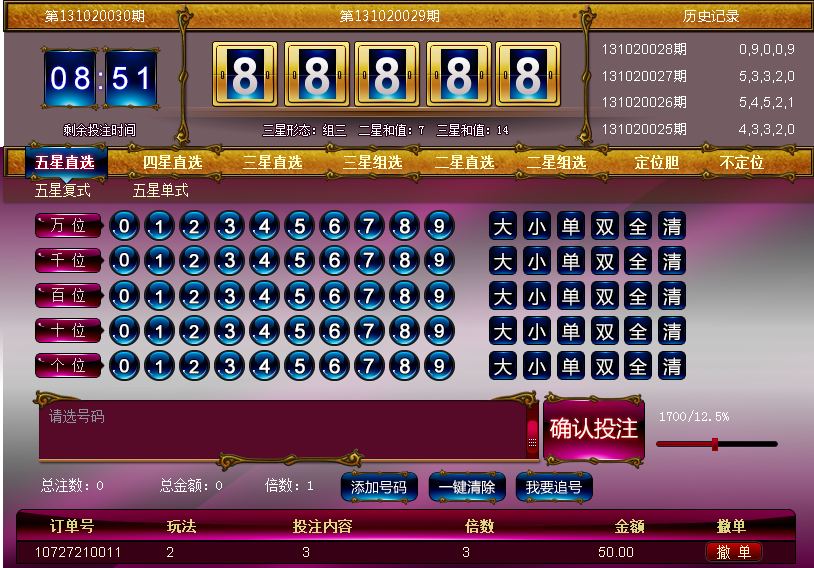 第131020030期 第131020029期 历史记录
08:51 8 8 8 8 8
131020028期 0,9,0,0,9
131020027期 5,3,3,2,0
131020026期 5,4,5,2,1
131020025期 4,3,3,2,0
剩余投注时间 三星形态：组三 二星和值：7 三星和值：14
五星直选 四星直选 三星直选 三星组选 二星直选 二星组选 定位胆 不定位
五星复式 五星单式
万位 .0 .1 .2 .3 .4 .5 .6 .7 .8 .9 大 小 单 双 全 清
千位 .0 .1 .2 .3 .4 .5 .6 .7 .8 .9 大 小 单 双 全 清
百位 .0 .1 .2 .3 .4 .5 .6 .7 .8 .9 大 小 单 双 全 清
十位 .0 .1 .2 .3 .4 .5 .6 .7 .8 .9 大 小 单 双 全 清
个位 .0 .1 .2 .3 .4 .5 .6 .7 .8 .9 大 小 单 双 全 清
请选号码
确认投注
1700/12.5%
总注数：0 总金额：0 倍数：1 添加号码 一键清除 我要追号
订单号 玩法 投注内容 倍数 金额 撤单
10727210011 2 3 3 50.00 撤单